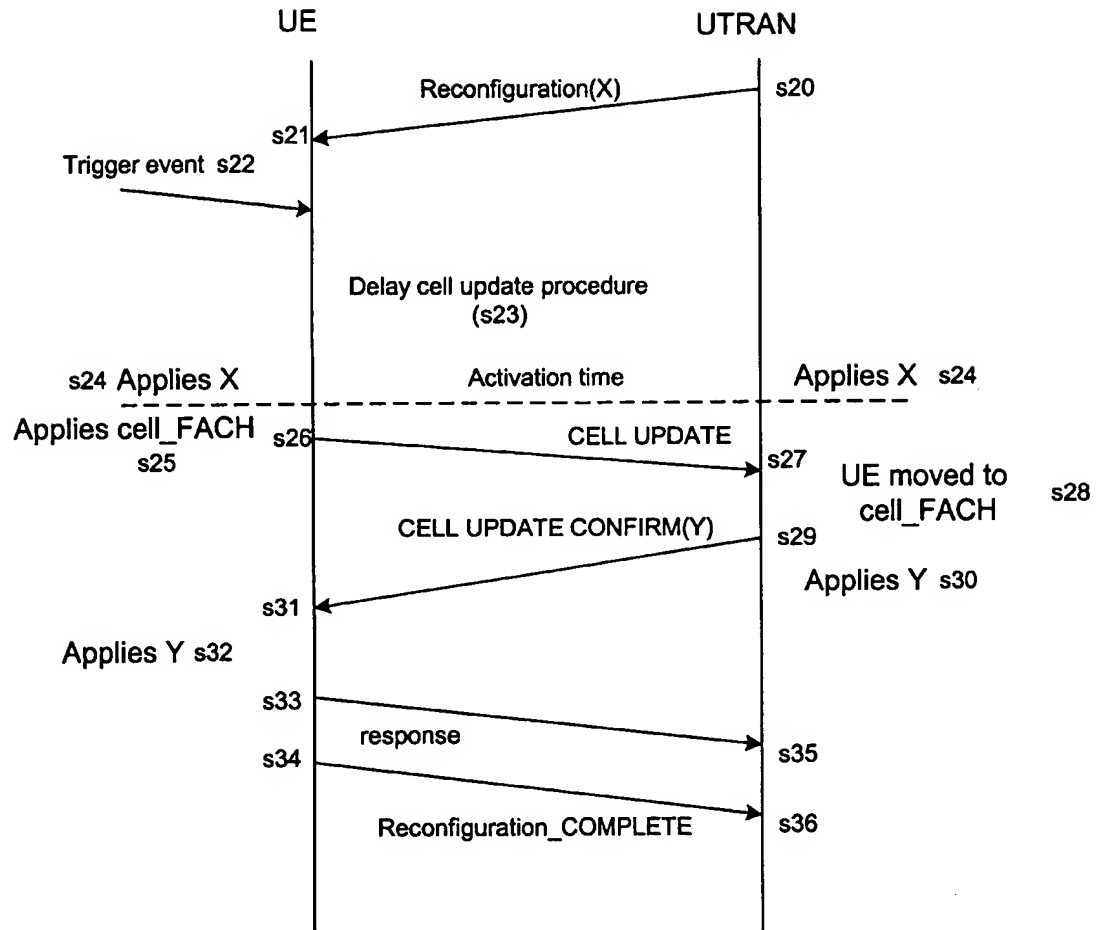 UE UTRAN
Reconfiguration(X) s20
s21
Trigger event s22
Delay cell update procedure
(s23)
s24 Applies X Activation time Applies X s24
Applies cell_FACH s26 CELL UPDATE s27
s25
UE moved to
cell_FACH s28
CELL UPDATE CONFIRM(Y) s29
Applies Y s30
s31
Applies Y s32
s33
response s35
s34
Reconfiguration_COMPLETE s36